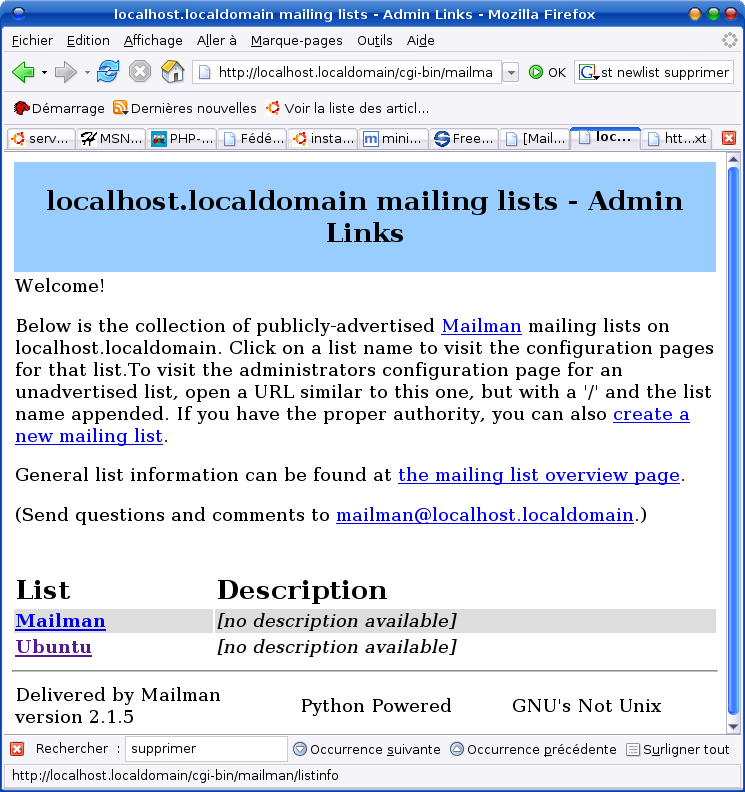 localhost.localdomain mailing lists - Admin Links - Mozilla Firefox
Fichier Edition Affichage Aller à Marque-pages Outils Aide
http://localhost.localdomain/cgi-bin/mailma OK G st newlist supprimer
Démarrage Dernières nouvelles Voir la liste des articl...
serv... MSN... PHP-... Fédé... insta... mini... Free... [Mail... loc... htt...xt
localhost.localdomain mailing lists - Admin
Links
Welcome!
Below is the collection of publicly-advertised Mailman mailing lists on
localhost.localdomain. Click on a list name to visit the configuration pages
for that list.To visit the administrators configuration page for an
unadvertised list, open a URL similar to this one, but with a '/' and the list
name appended. If you have the proper authority, you can also create a
new mailing list.
General list information can be found at the mailing list overview page.
(Send questions and comments to mailman@localhost.localdomain.)
List Description
Mailman [no description available]
Ubuntu [no description available]
Delivered by Mailman
version 2.1.5
Python Powered
GNU's Not Unix
Rechercher : supprimer Occurrence suivante Occurrence précédente Surligner tout
http://localhost.localdomain/cgi-bin/mailman/listinfo